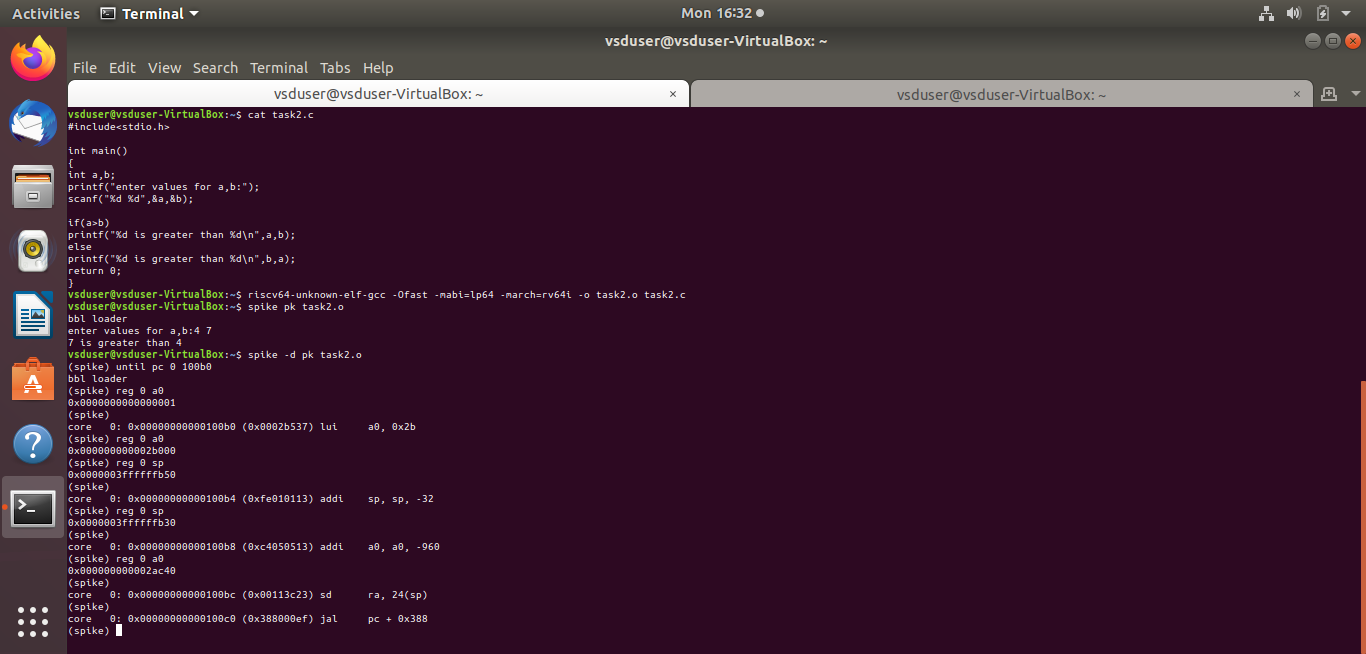 Activities Terminal Mon 16:32
vsduser@vsduser-VirtualBox: ~
File Edit View Search Terminal Tabs Help
vsduser@vsduser-VirtualBox: ~ × vsduser@vsduser-VirtualBox: ~ ×
vsduser@vsduser-VirtualBox:~$ cat task2.c
#include<stdio.h>
int main()
{
int a,b;
printf("enter values for a,b:");
scanf("%d %d",&a,&b);
if(a>b)
printf("%d is greater than %d\n",a,b);
else
printf("%d is greater than %d\n",b,a);
return 0;
}
vsduser@vsduser-VirtualBox:~$ riscv64-unknown-elf-gcc -Ofast -mabi=lp64 -march=rv64i -o task2.o task2.c
vsduser@vsduser-VirtualBox:~$ spike pk task2.o
bbl loader
enter values for a,b:4 7
7 is greater than 4
vsduser@vsduser-VirtualBox:~$ spike -d pk task2.o
(spike) until pc 0 100b0
bbl loader
(spike) reg 0 a0
0x0000000000000001
(spike)
core   0: 0x00000000000100b0 (0x0002b537) lui     a0, 0x2b
(spike) reg 0 a0
0x000000000002b000
(spike) reg 0 sp
0x0000003ffffffb50
(spike)
core   0: 0x00000000000100b4 (0xfe010113) addi    sp, sp, -32
(spike) reg 0 sp
0x0000003ffffffb30
(spike)
core   0: 0x00000000000100b8 (0xc4050513) addi    a0, a0, -960
(spike) reg 0 a0
0x000000000002ac40
(spike)
core   0: 0x00000000000100bc (0x00113c23) sd      ra, 24(sp)
(spike)
core   0: 0x00000000000100c0 (0x388000ef) jal     pc + 0x388
(spike)